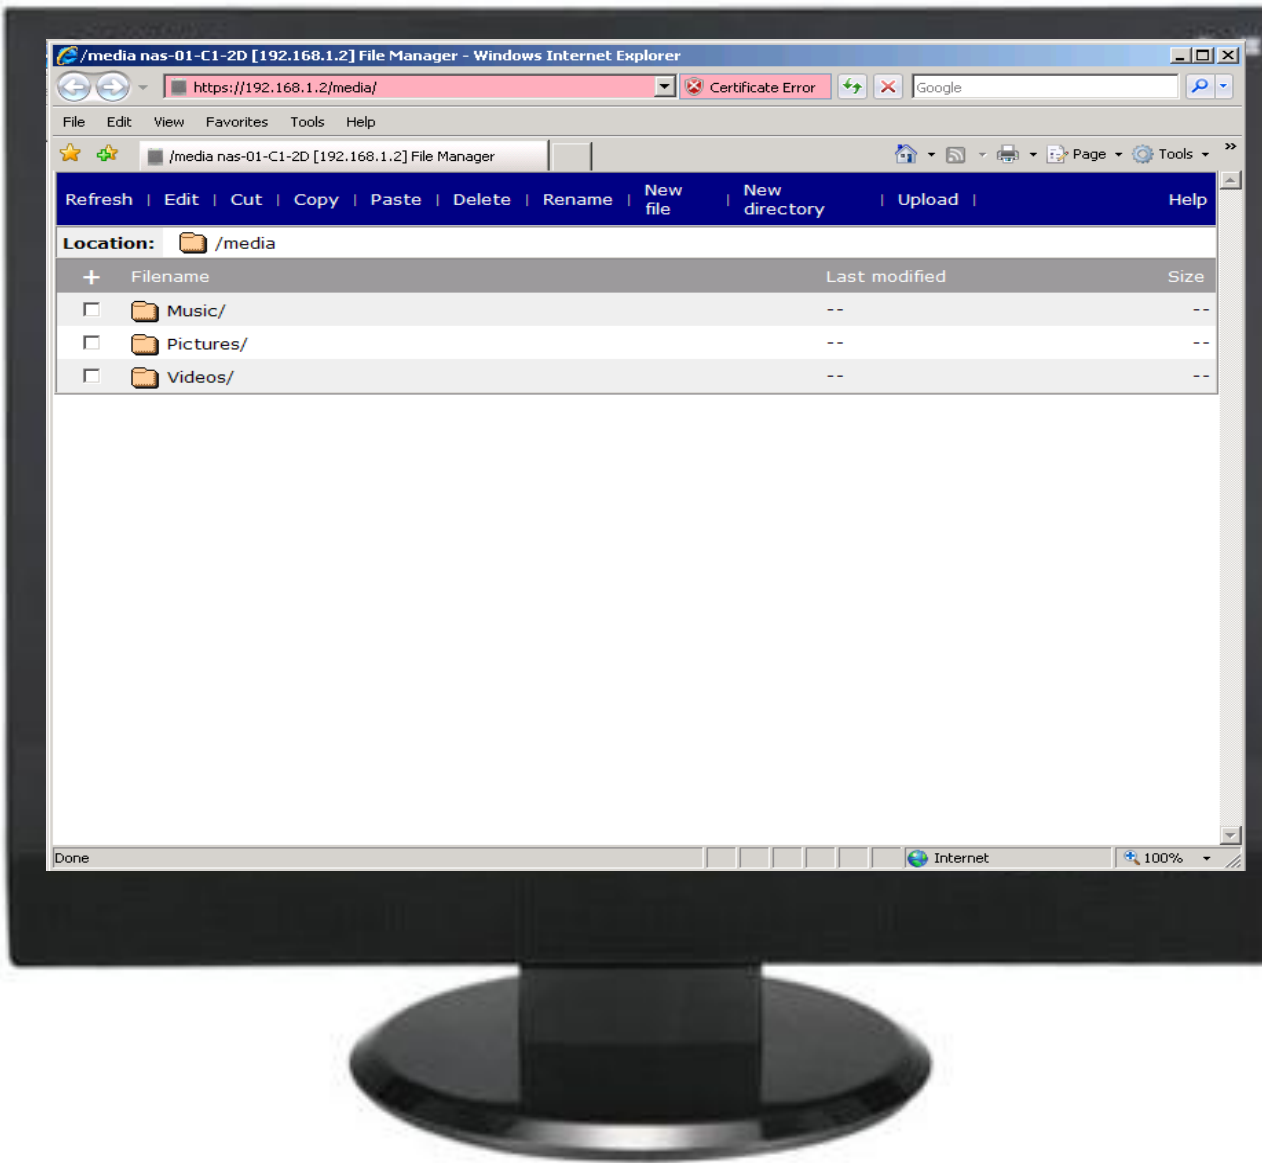 /media nas-01-C1-2D [192.168.1.2] File Manager - Windows Internet Explorer
https://192.168.1.2/media/
Certificate Error
Google
File Edit View Favorites Tools Help
/media nas-01-C1-2D [192.168.1.2] File Manager
Page
Tools
»
Refresh | Edit | Cut | Copy | Paste | Delete | Rename | New file | New directory | Upload | Help
Location: /media
+ Filename Last modified Size
Music/ -- --
Pictures/ -- --
Videos/ -- --
Done Internet 100%